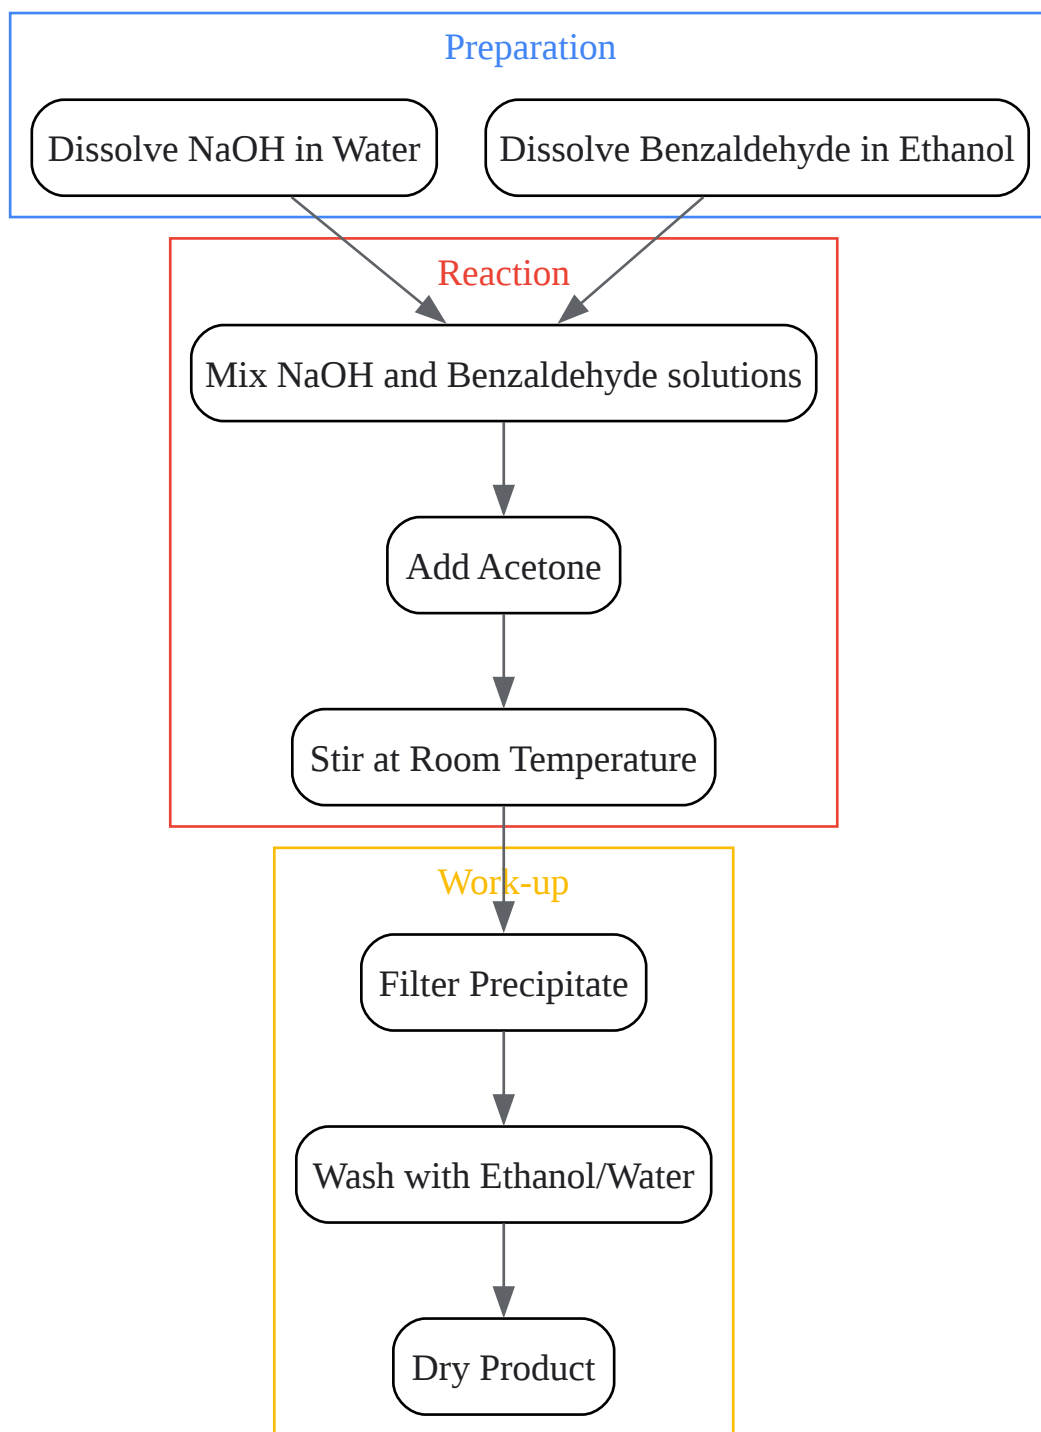 Preparation
Dissolve NaOH in Water
Dissolve Benzaldehyde in Ethanol
Reaction
Mix NaOH and Benzaldehyde solutions
Add Acetone
Stir at Room Temperature
Work-up
Filter Precipitate
Wash with Ethanol/Water
Dry Product